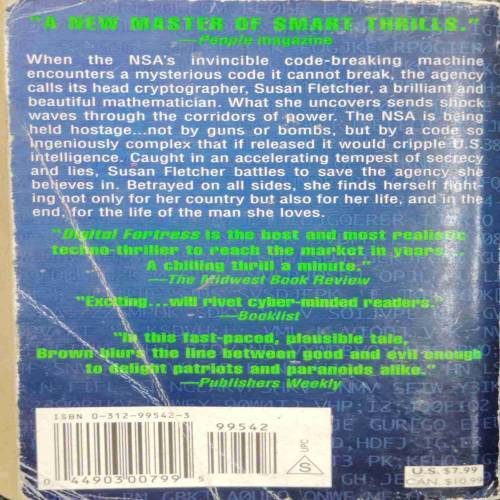 "A NEW MASTER OF SMART THRILLS."
—People magazine
When the NSA's invincible code-breaking machine
encounters a mysterious code it cannot break, the agency
calls its head cryptographer, Susan Fletcher, a brilliant and
beautiful mathematician. What she uncovers sends shock
waves through the corridors of power. The NSA is being
held hostage...not by guns or bombs, but by a code so
ingeniously complex that if released it would cripple U.S.
intelligence. Caught in an accelerating tempest of secrecy
and lies, Susan Fletcher battles to save the agency she
believes in. Betrayed on all sides, she finds herself fight-
ing not only for her country but also for her life, and in the
end, for the life of the man she loves.
"Digital Fortress is the best and most realistic
techno-thriller to reach the market in years...
A chilling thrill a minute."
—The Midwest Book Review
"Exciting...will rivet cyber-minded readers."
—Booklist
"In this fast-paced, plausible tale,
Brown blurs the line between good and evil enough
to delight patriots and paranoids alike."
—Publishers Weekly
ISBN 0-312-99542-3
99542
0 44903 00799 5
UPC
S
U.S. $7.99
CAN. $10.99